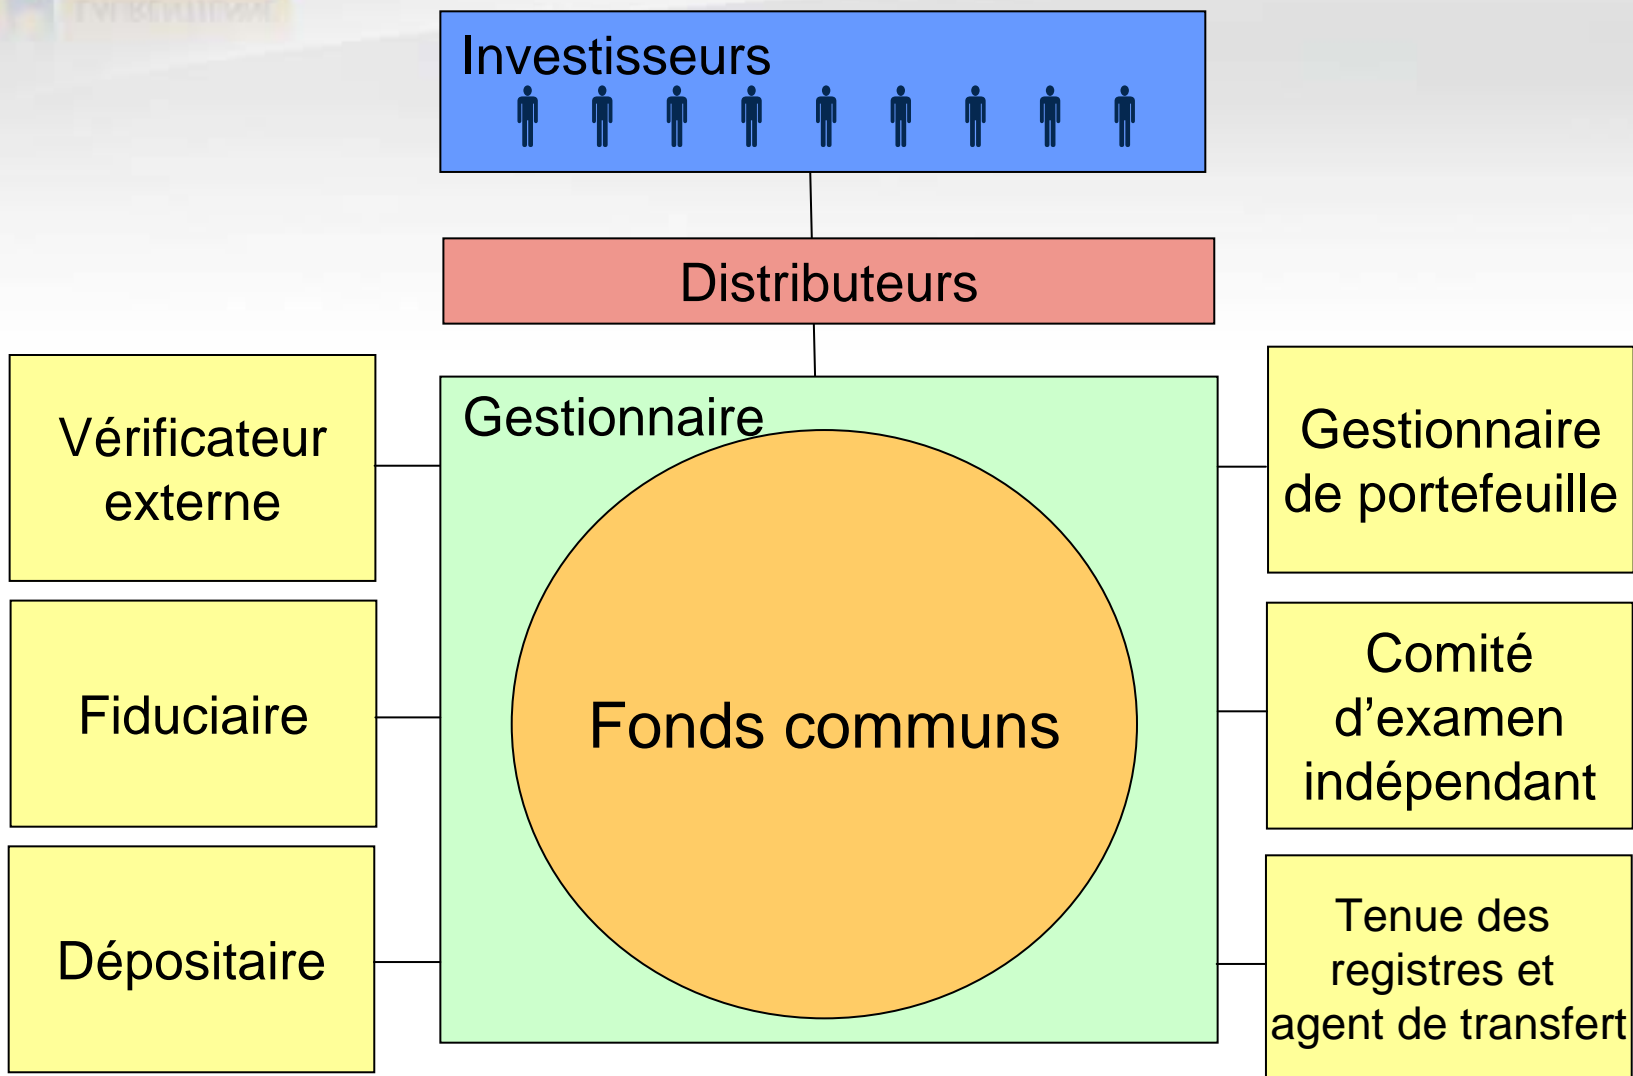 Investisseurs
Distributeurs
Gestionnaire
Fonds communs
Vérificateur
externe
Fiduciaire
Dépositaire
Gestionnaire
de portefeuille
Comité
d’examen
indépendant
Tenue des
registres et
agent de transfert